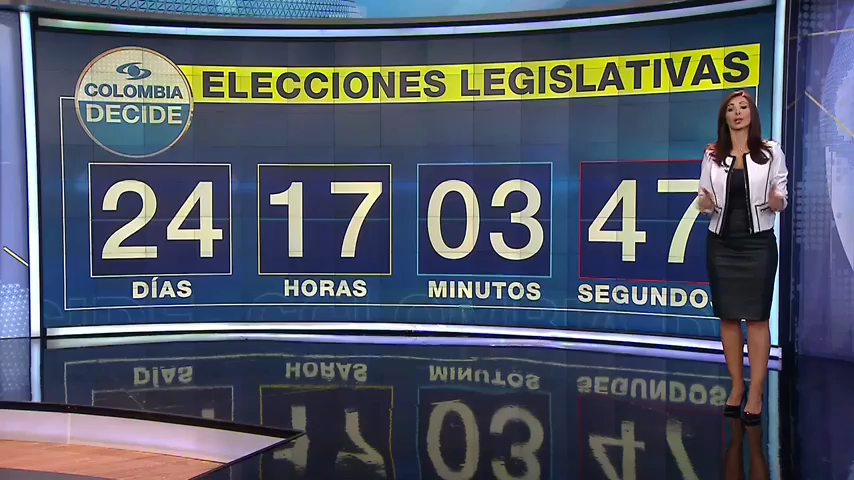 COLOMBIA
DECIDE
ELECCIONES LEGISLATIVAS
24 17 03 47
DÍAS HORAS MINUTOS SEGUNDOS